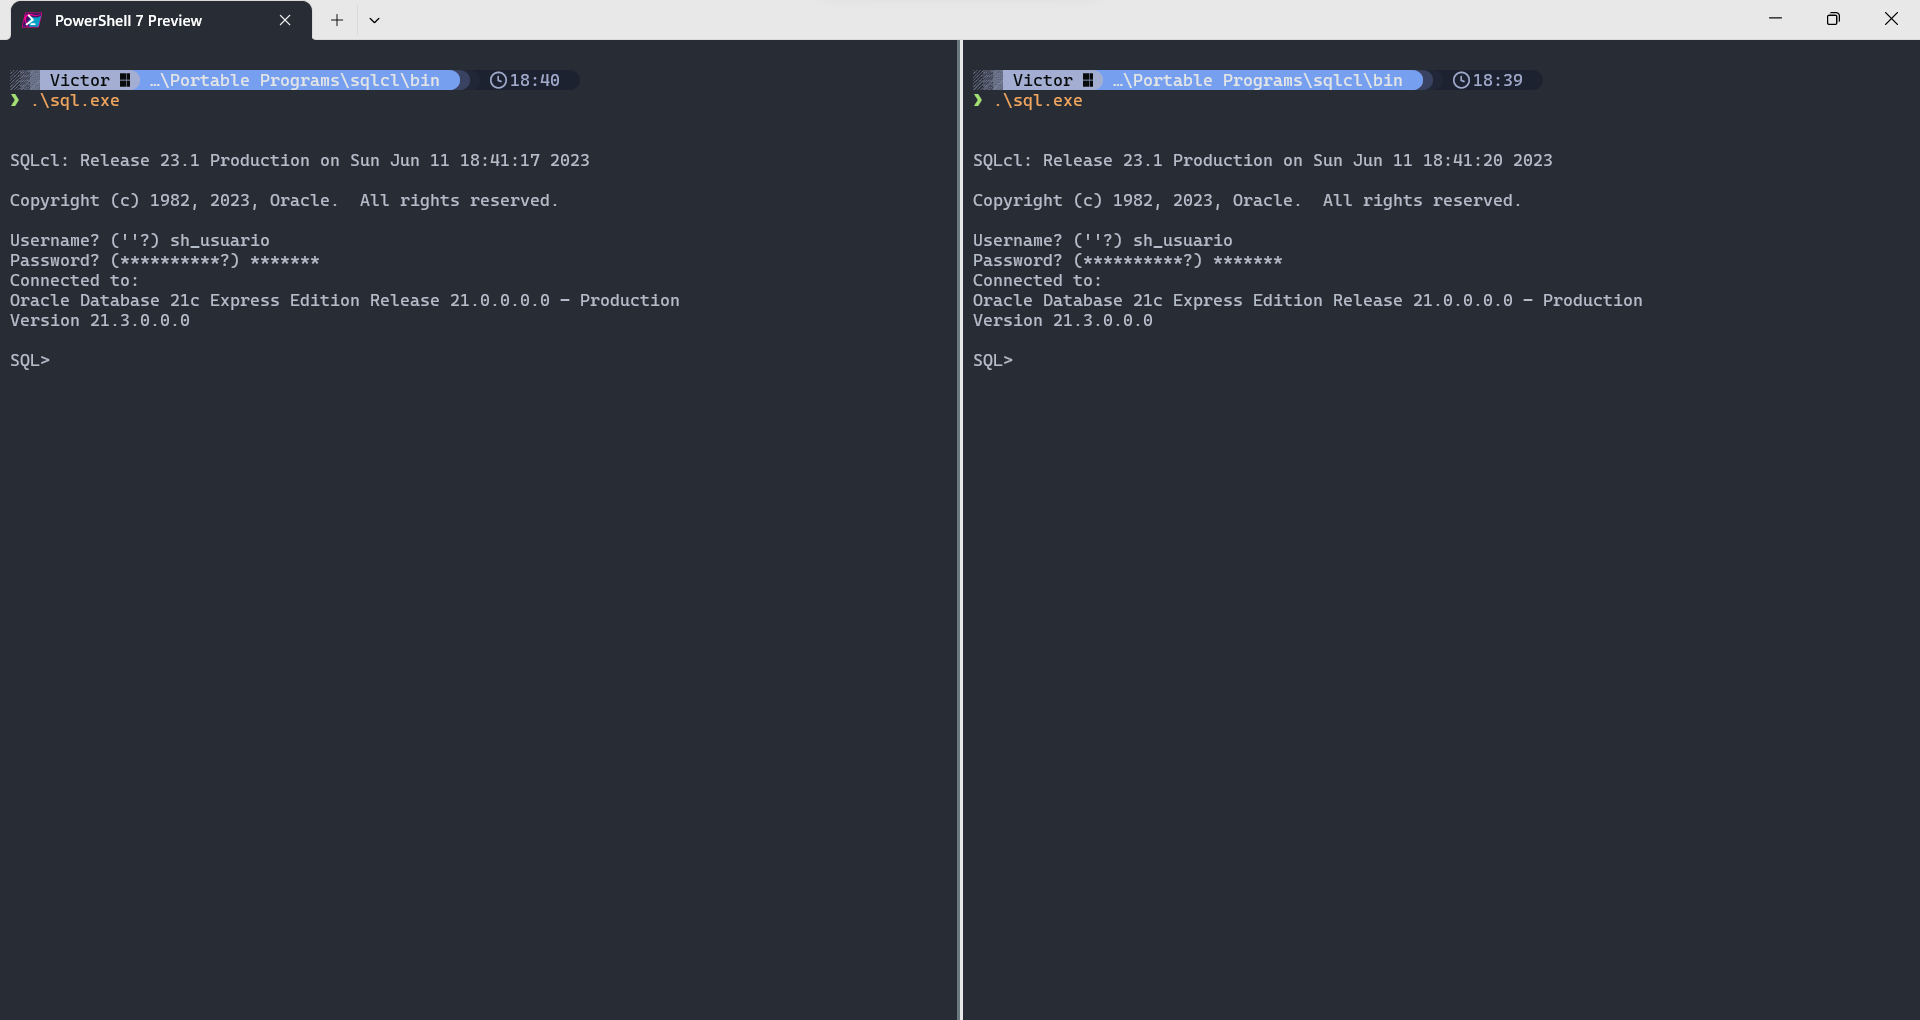 PowerShell 7 Preview
Victor …\Portable Programs\sqlcl\bin 18:40
❯ .\sql.exe
SQLcl: Release 23.1 Production on Sun Jun 11 18:41:17 2023
Copyright (c) 1982, 2023, Oracle.  All rights reserved.
Username? (''?) sh_usuario
Password? (**********?) *******
Connected to:
Oracle Database 21c Express Edition Release 21.0.0.0.0 - Production
Version 21.3.0.0.0
SQL>
Victor …\Portable Programs\sqlcl\bin 18:39
❯ .\sql.exe
SQLcl: Release 23.1 Production on Sun Jun 11 18:41:20 2023
Copyright (c) 1982, 2023, Oracle.  All rights reserved.
Username? (''?) sh_usuario
Password? (**********?) *******
Connected to:
Oracle Database 21c Express Edition Release 21.0.0.0.0 - Production
Version 21.3.0.0.0
SQL>